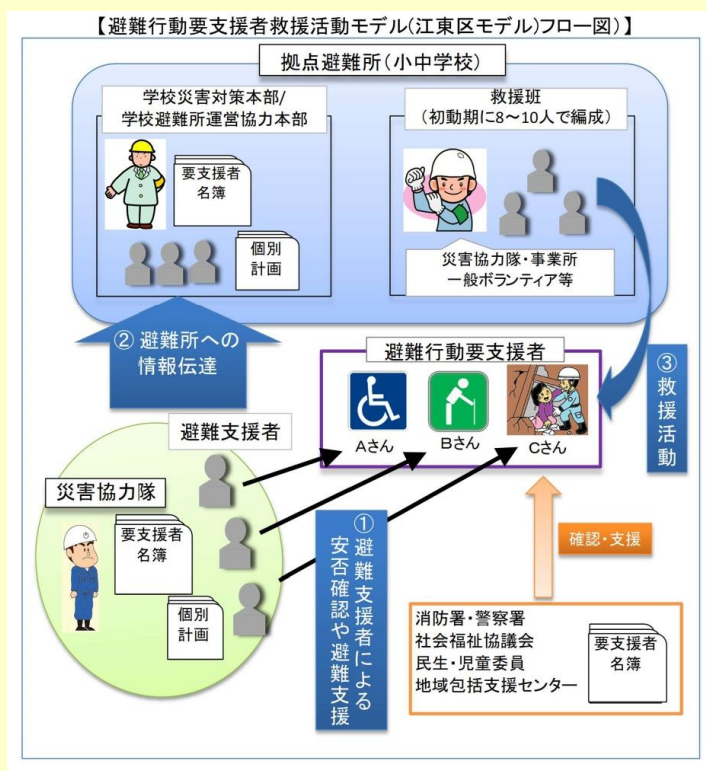 【避難行動要支援者救援活動モデル(江東区モデル)フロー図)】
拠点避難所(小中学校)
学校災害対策本部/
学校避難所運営協力本部
要支援者
名簿
個別
計画
救援班
(初動期に8~10人で編成)
災害協力隊・事業所
一般ボランティア等
② 避難所への
情報伝達
避難行動要支援者
Aさん
Bさん
Cさん
③救援活動
避難支援者
災害協力隊
要支援者
名簿
個別
計画
①避難支援者による
安否確認や避難支援
確認・支援
消防署・警察署
社会福祉協議会
民生・児童委員
地域包括支援センター
要支援者
名簿